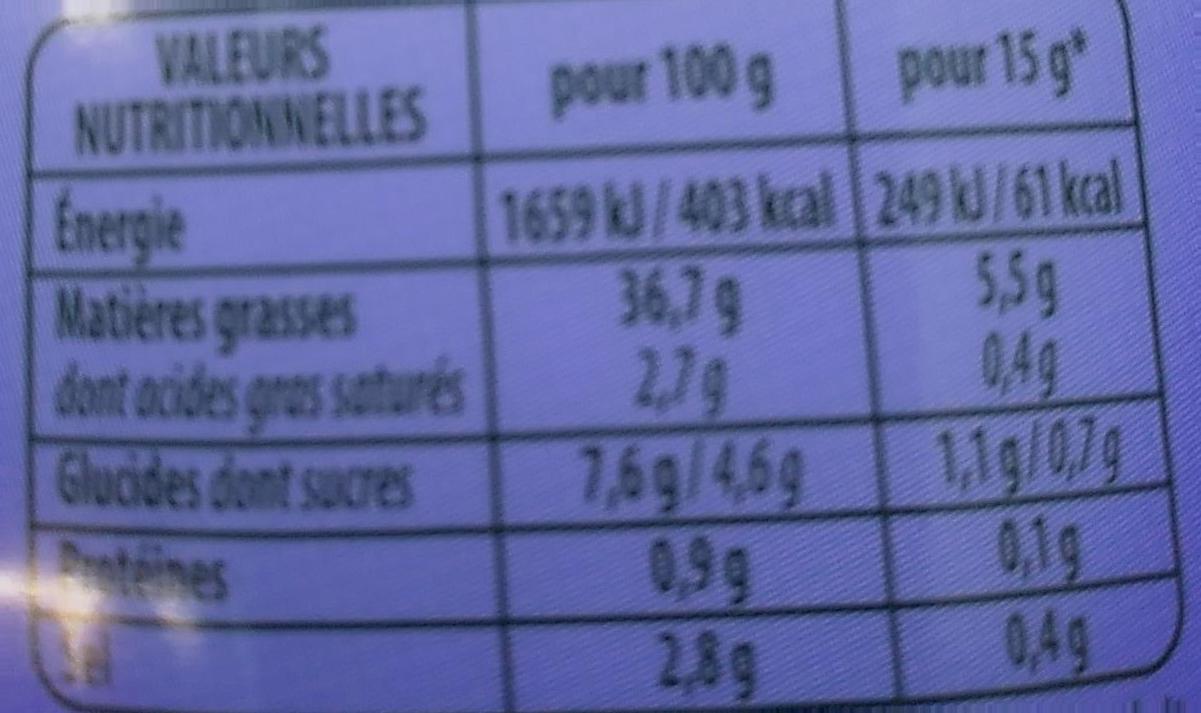 VALEURS
NUTRITIONNELLES pour 100 g pour 15 g*
Énergie 1659 kJ / 403 kcal 249 kJ / 61 kcal
Matières grasses 36,7 g 5,5 g
dont acides gras saturés 2,7 g 0,4 g
Glucides dont sucres 7,6 g / 4,6 g 1,1 g / 0,7 g
Protéines 0,9 g 0,1 g
Sel 2,8 g 0,4 g